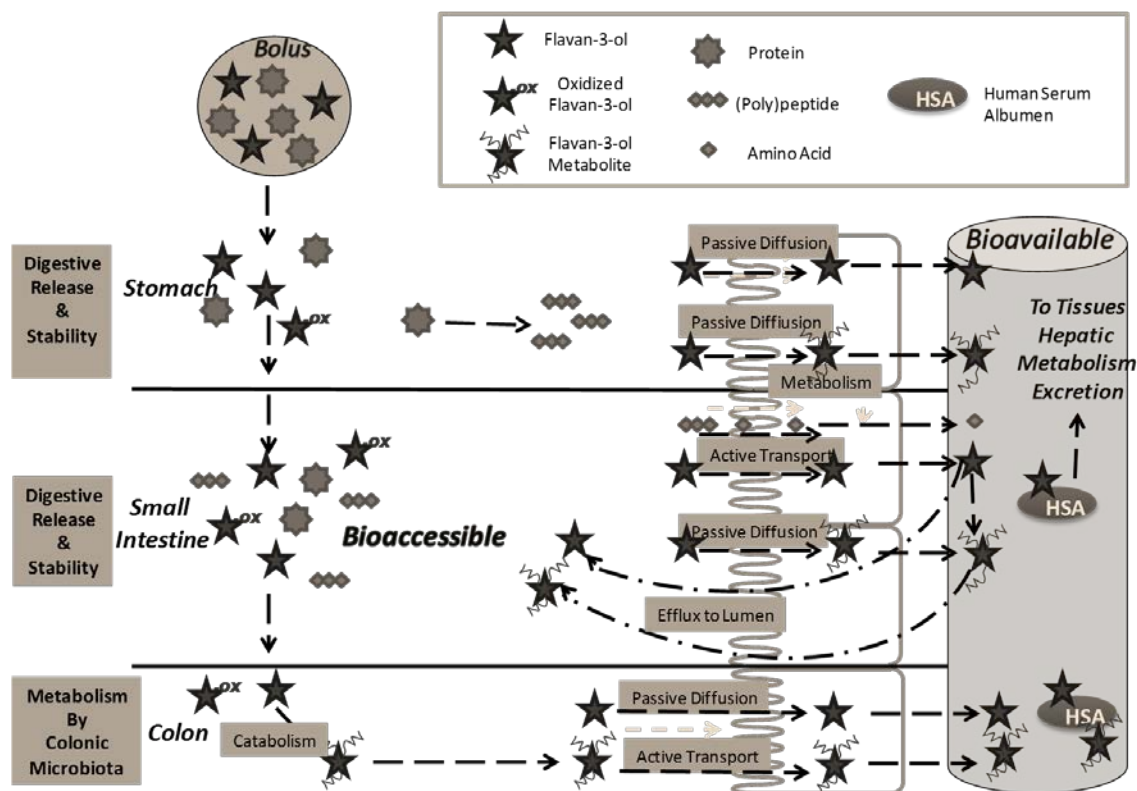 Bolus
Flavan-3-ol
ox
Oxidized
Flavan-3-ol
Flavan-3-ol
Metabolite
Protein
(Poly)peptide
Amino Acid
HSA
Human Serum
Albumen
Digestive
Release
&
Stability
Stomach
ox
Passive Diffusion
Passive Diffiusion
Metabolism
Bioavailable
To Tissues
Hepatic
Metabolism
Excretion
Digestive
Release
&
Stability
Small
Intestine
ox
ox
Bioaccessible
Active Transport
Passive Diffusion
Efflux to Lumen
HSA
Metabolism
By
Colonic
Microbiota
Colon
ox
Catabolism
Passive Diffusion
Active Transport
HSA